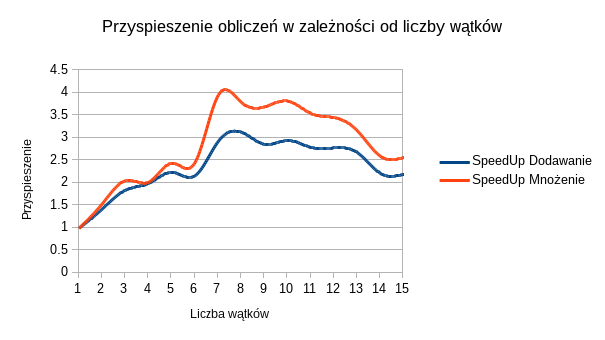 Przyspieszenie obliczeń w zależności od liczby wątków
4.5
4
3.5
3
2.5
2
1.5
1
0.5
0
Przyspieszenie
1 2 3 4 5 6 7 8 9 10 11 12 13 14 15
Liczba wątków
SpeedUp Dodawanie
SpeedUp Mnożenie